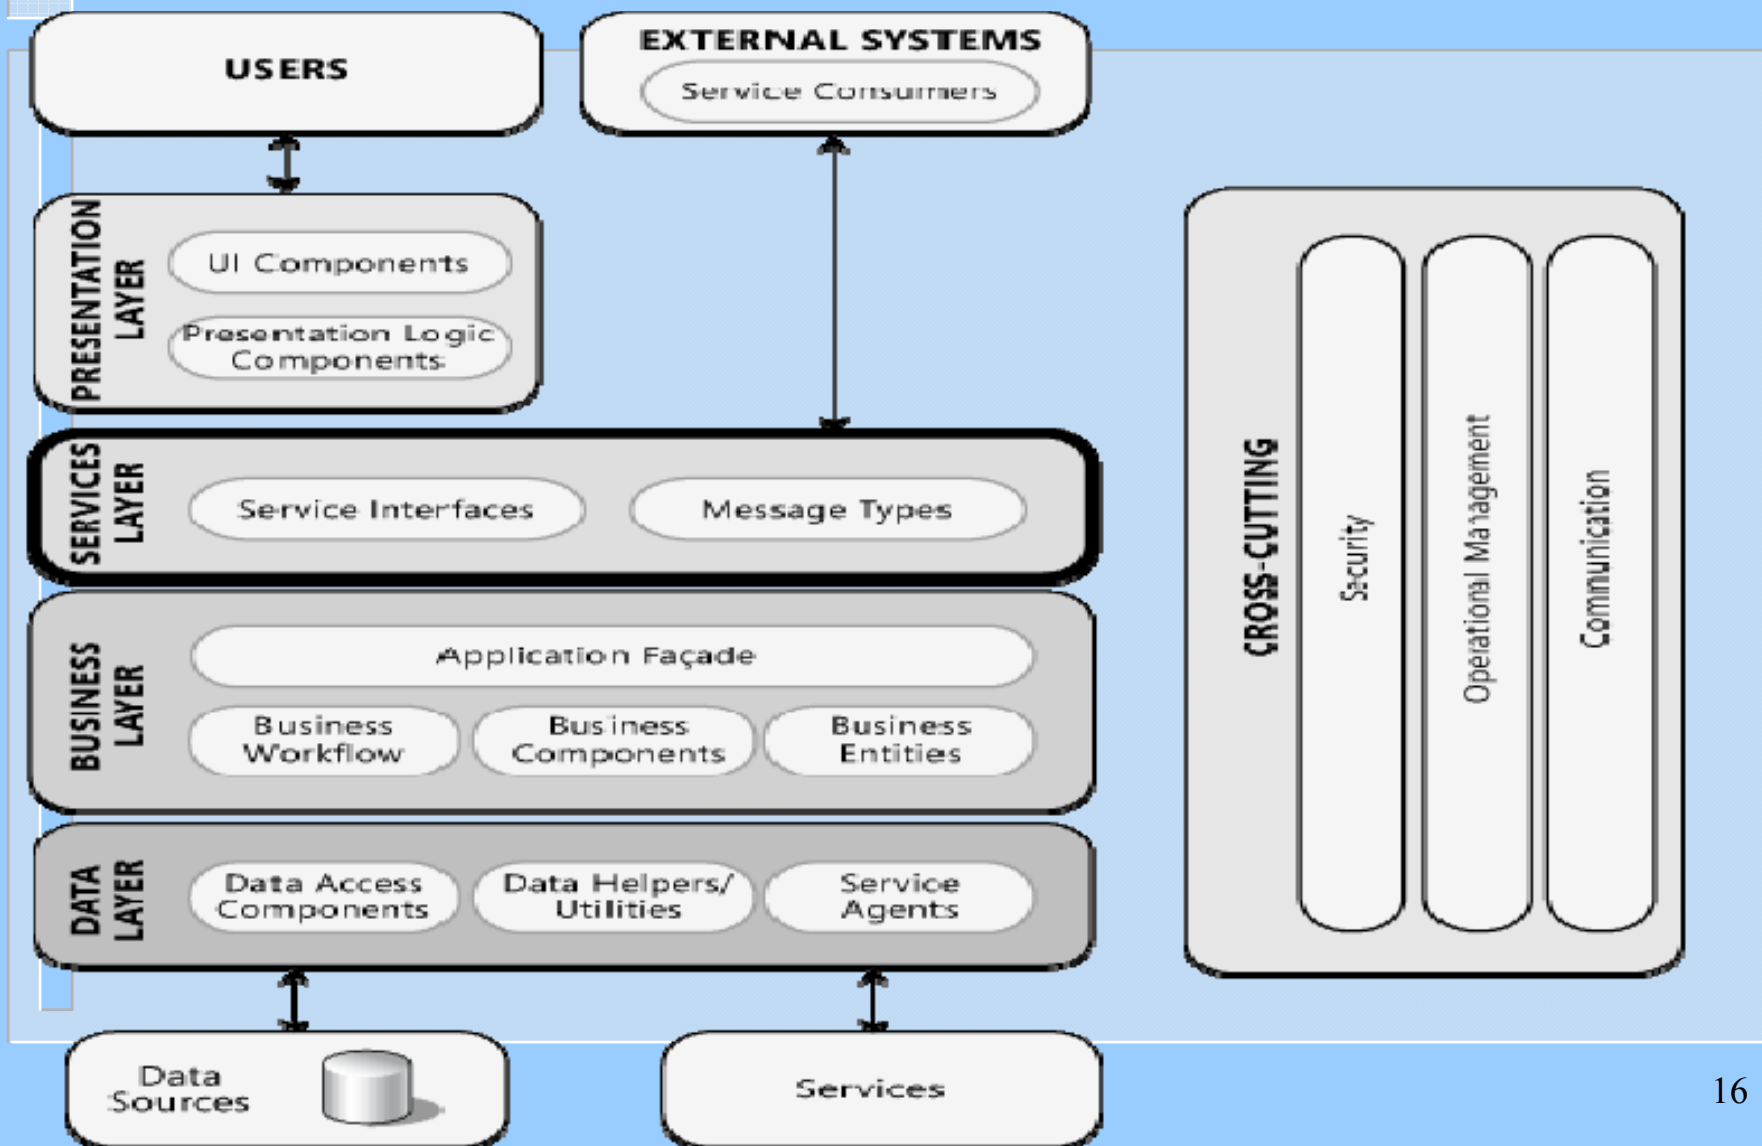 USERS
EXTERNAL SYSTEMS
Service Consumers
PRESENTATION
LAYER
UI Components
Presentation Logic
Components
SERVICES
LAYER
Service Interfaces
Message Types
BUSINESS
LAYER
Application Façade
Business
Workflow
Business
Components
Business
Entities
DATA
LAYER
Data Access
Components
Data Helpers/
Utilities
Service
Agents
Data
Sources
Services
CROSS-CUTTING
Security
Operational Management
Communication
16